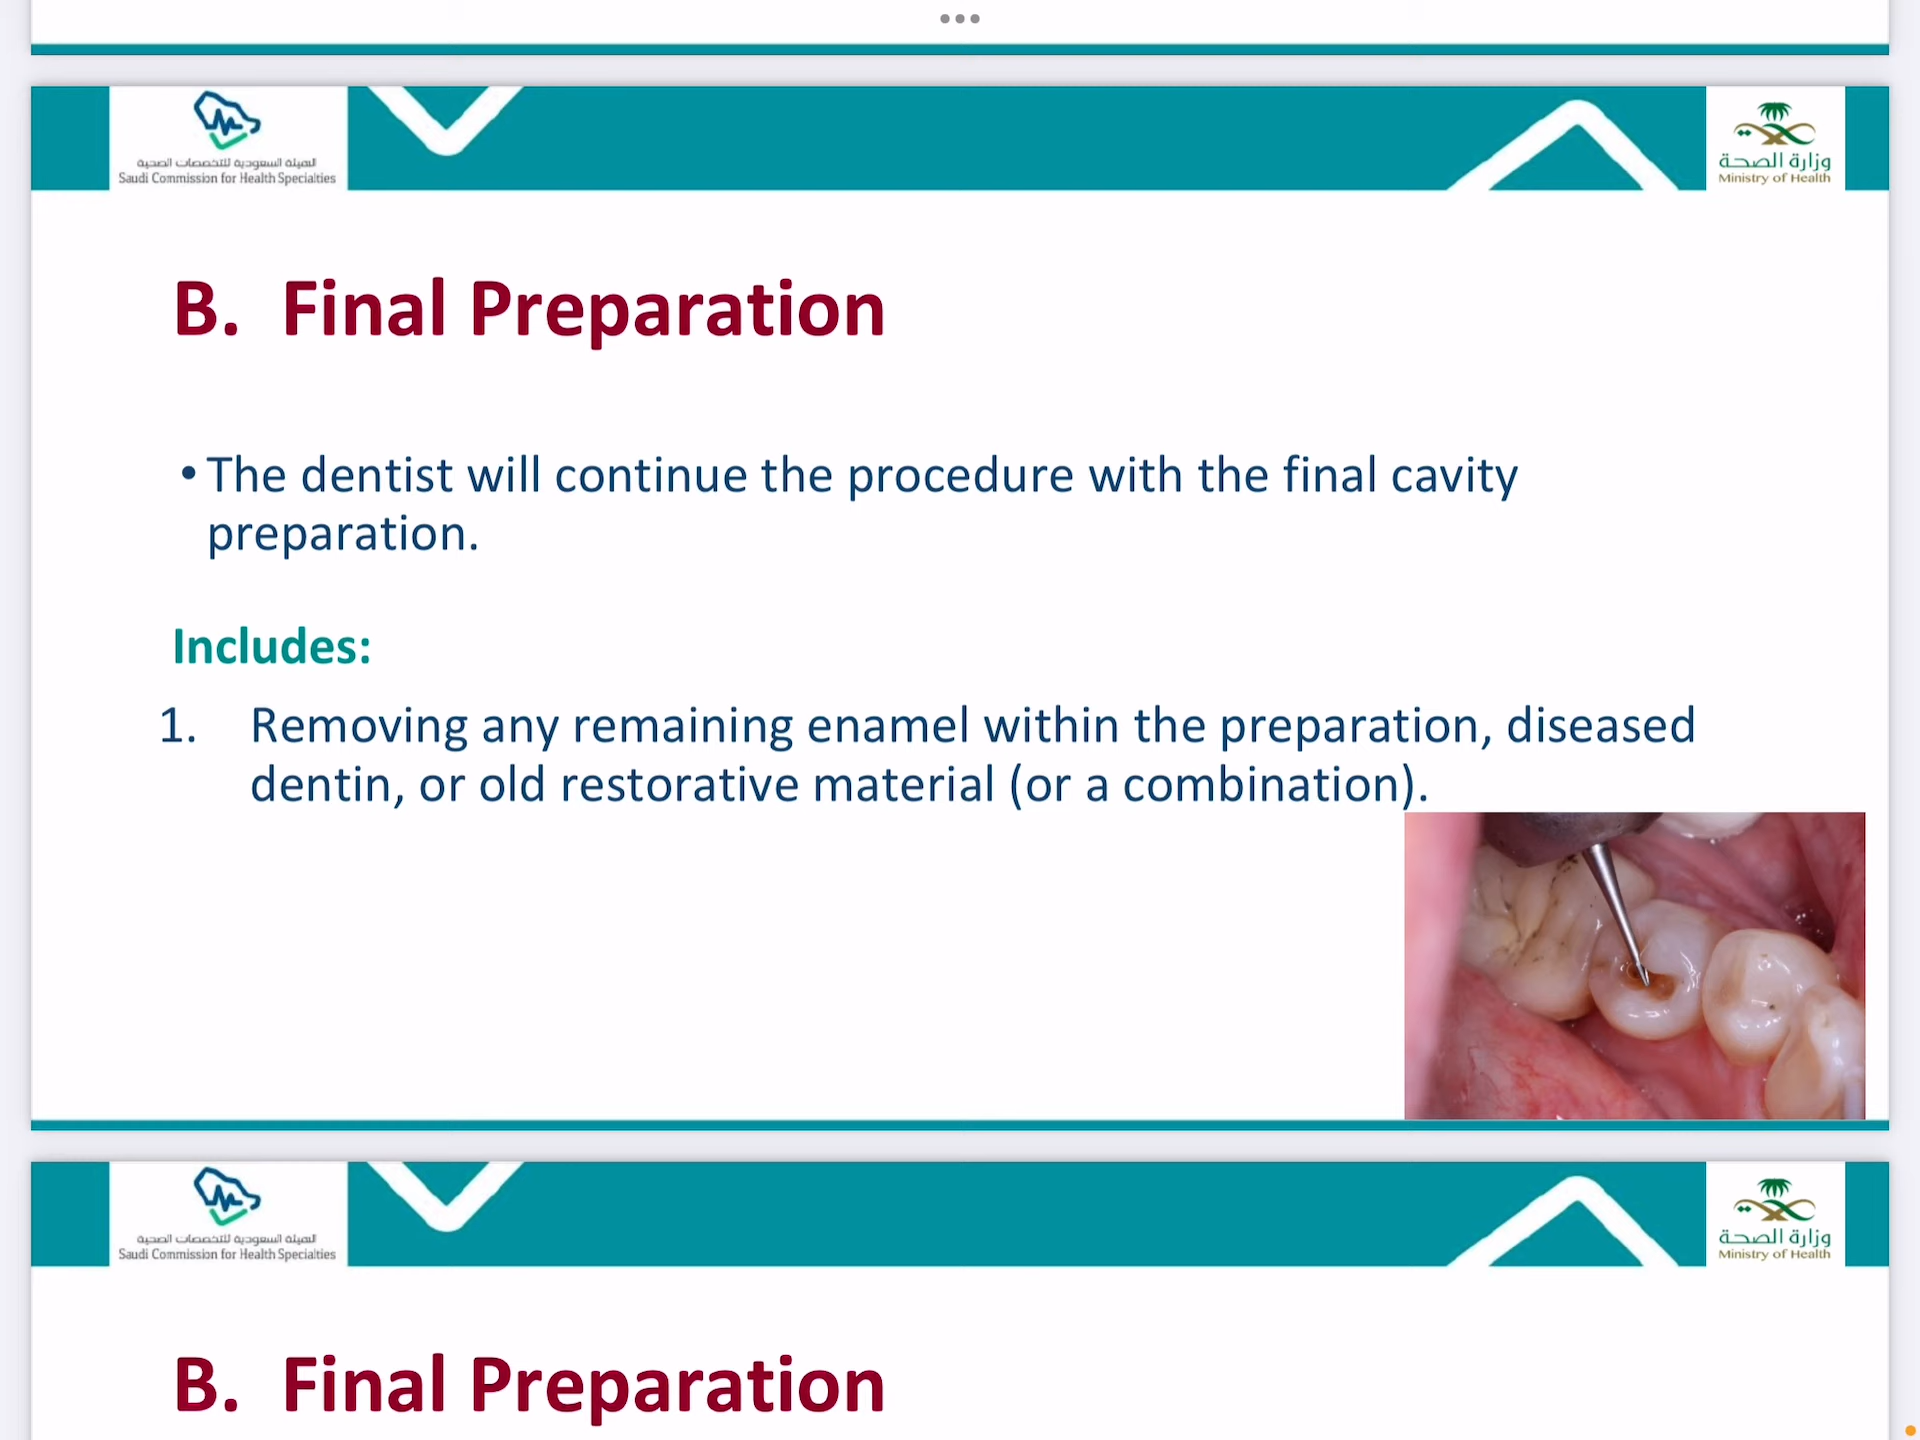 الهيئة السعودية للتخصصات الصحية
Saudi Commission for Health Specialties
وزارة الصحة
Ministry of Health
B. Final Preparation
• The dentist will continue the procedure with the final cavity
preparation.
Includes:
1. Removing any remaining enamel within the preparation, diseased
dentin, or old restorative material (or a combination).
الهيئة السعودية للتخصصات الصحية
Saudi Commission for Health Specialties
وزارة الصحة
Ministry of Health
B. Final Preparation